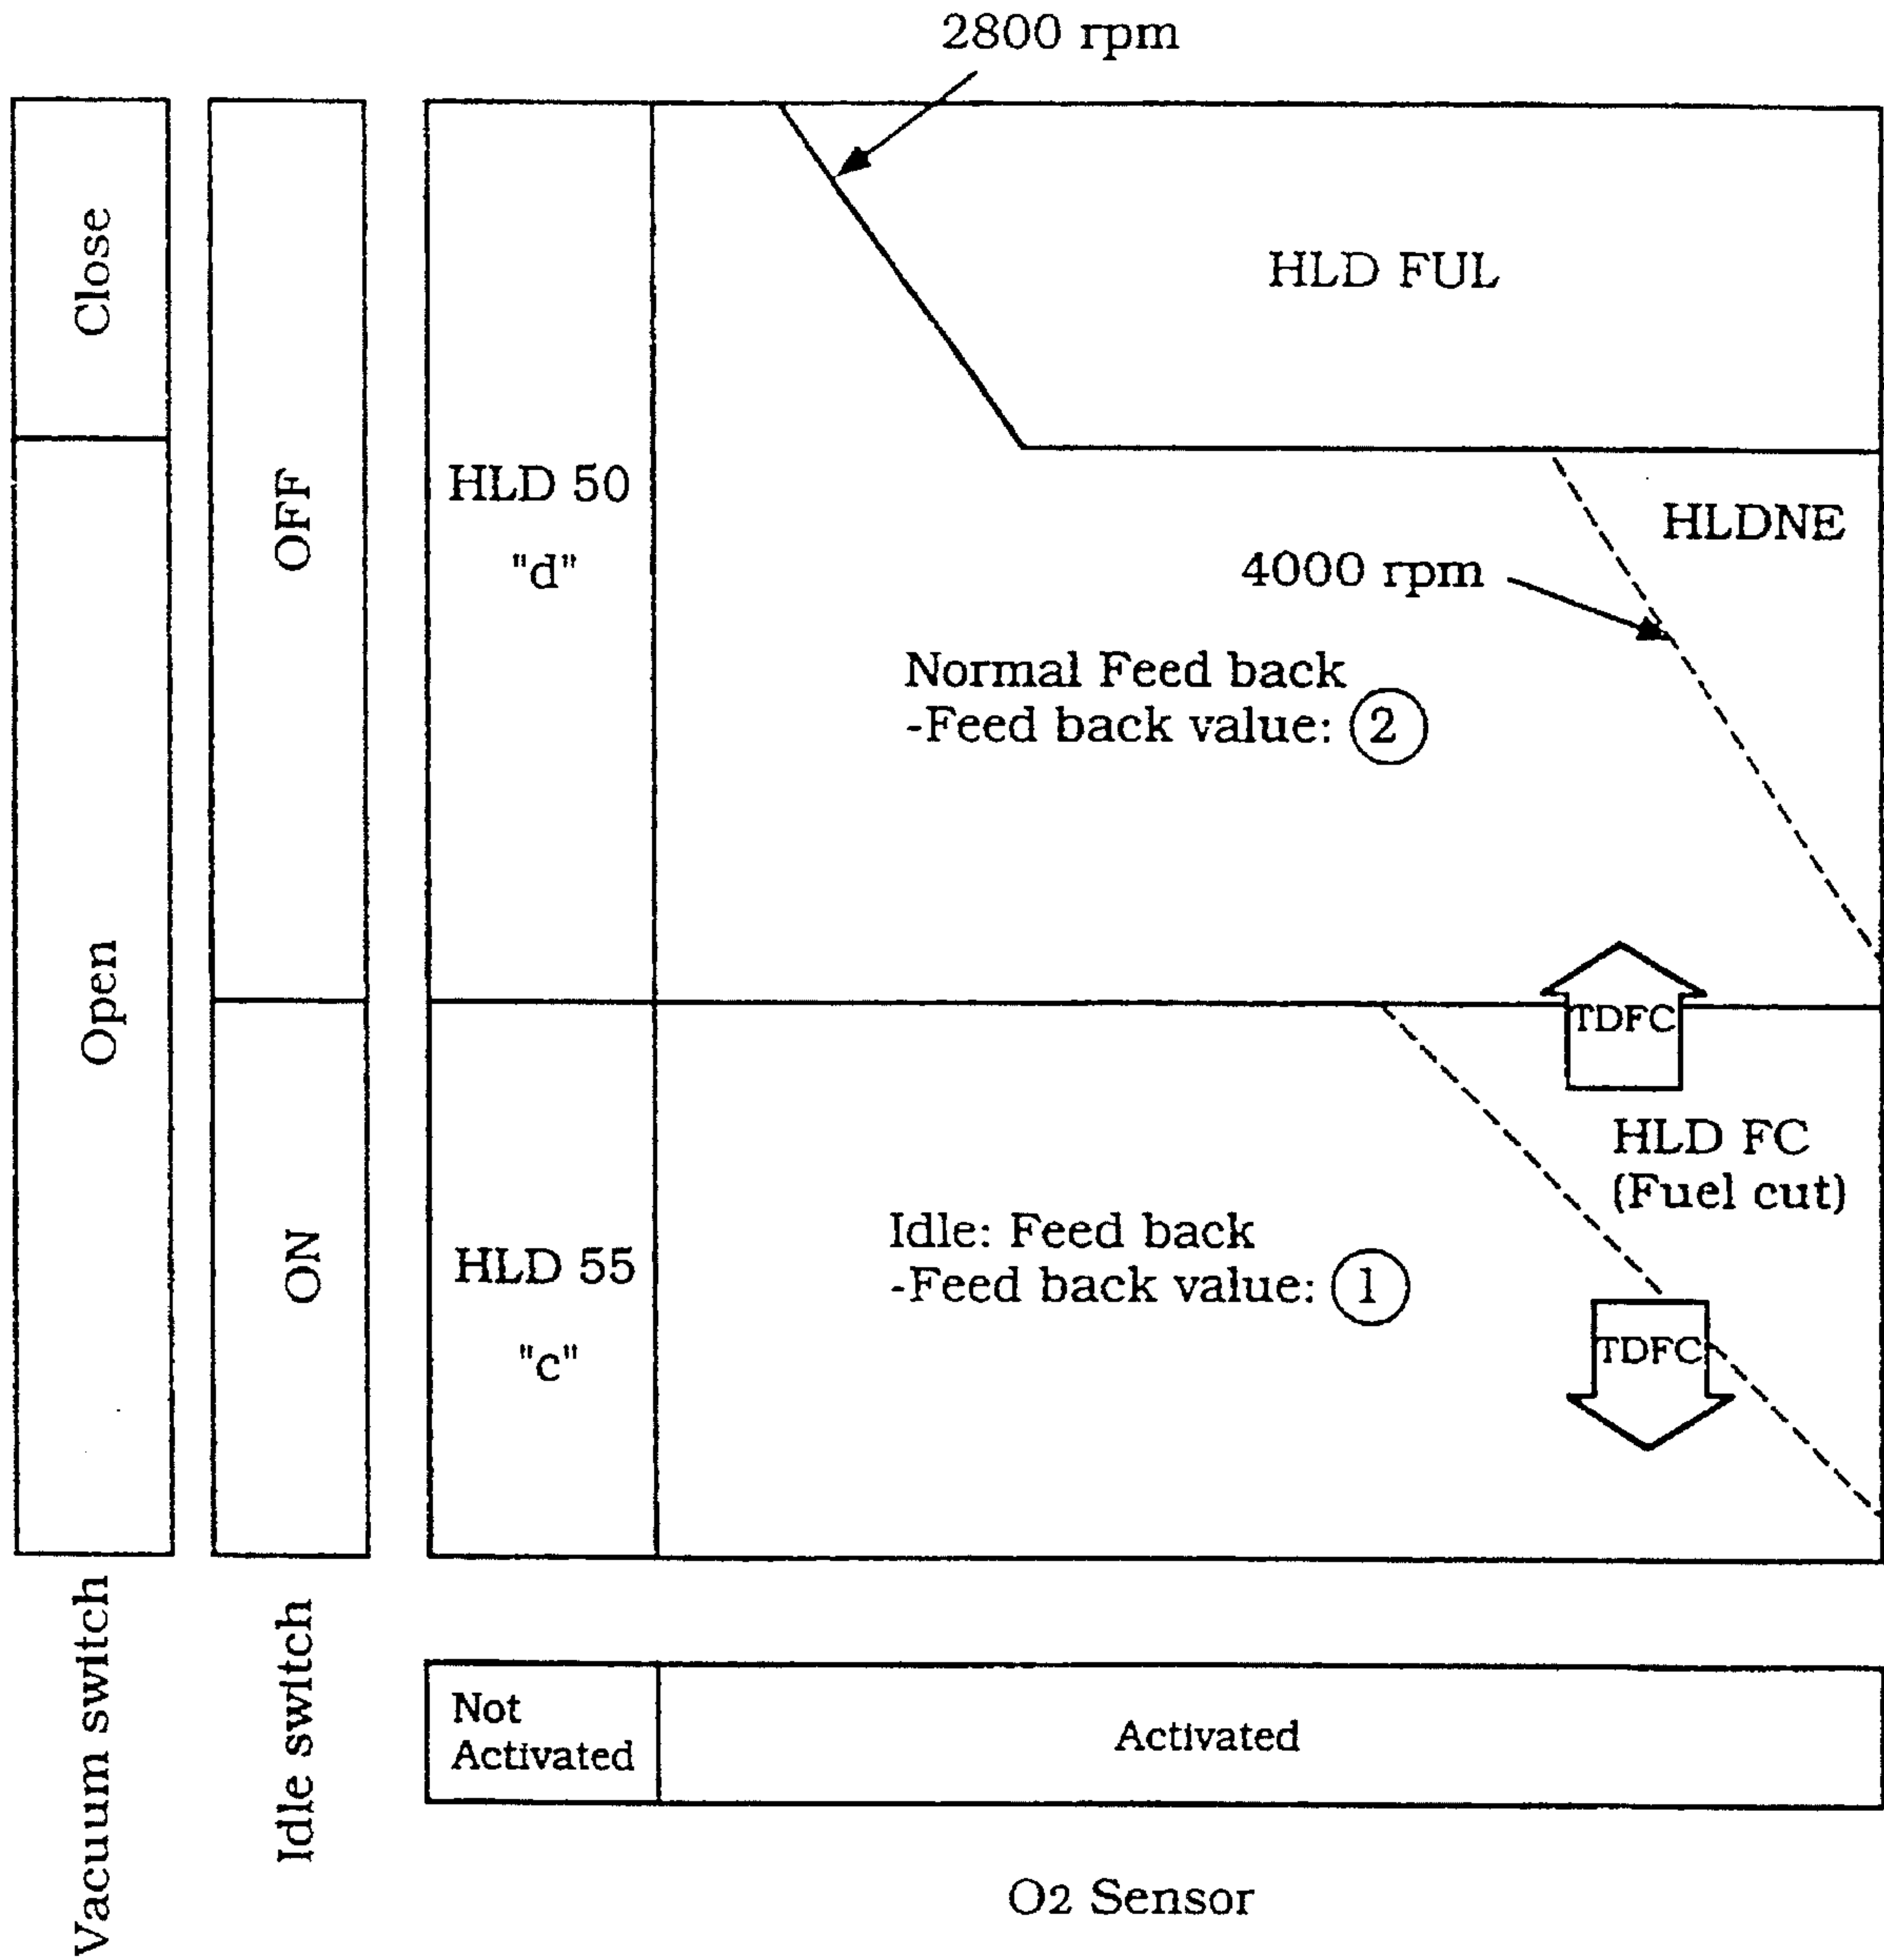 2800 rpm
Close
Open
OFF
ON
HLD 50
"d"
HLD FUL
HLDNE
4000 rpm
Normal Feed back
-Feed back value: ②
TDFC
HLD FC
(Fuel cut)
HLD 55
"c"
Idle: Feed back
-Feed back value: ①
TDFC
Vacuum switch
Idle switch
Not
Activated
Activated
O2 Sensor